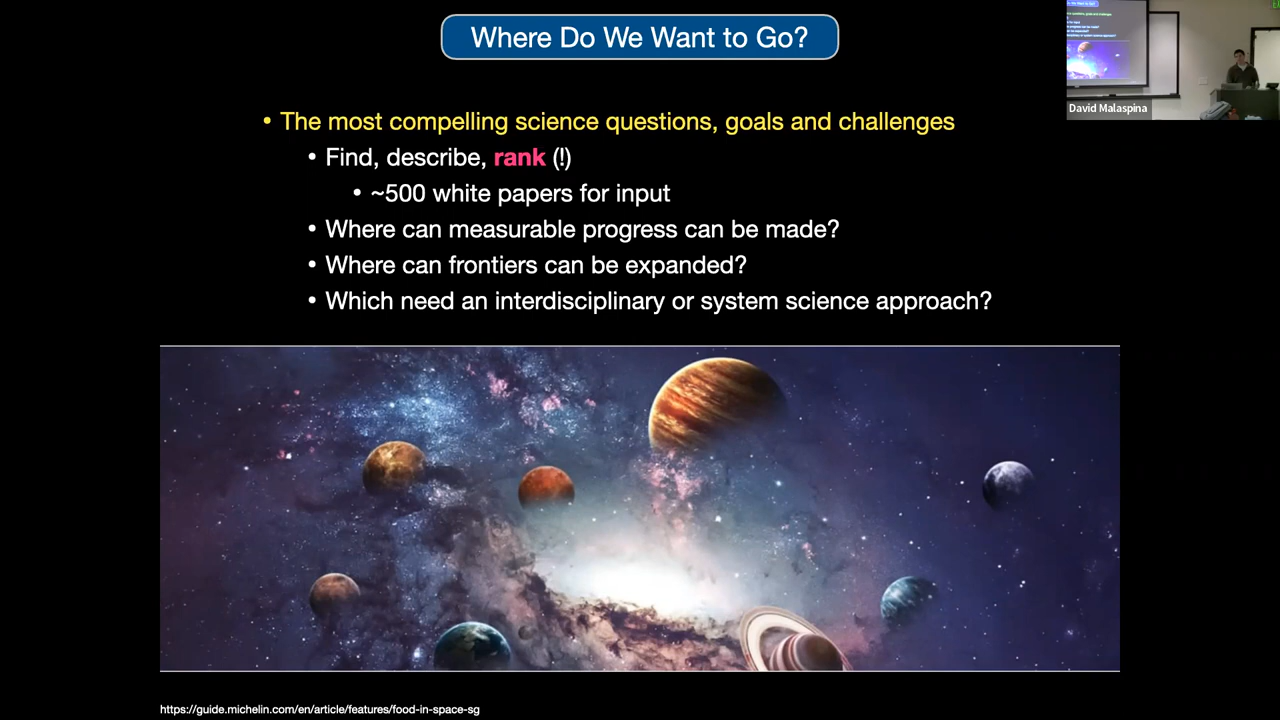 Where Do We Want to Go?
• The most compelling science questions, goals and challenges
• Find, describe, rank (!)
• ~500 white papers for input
• Where can measurable progress can be made?
• Where can frontiers can be expanded?
• Which need an interdisciplinary or system science approach?
David Malaspina
https://guide.michelin.com/en/article/features/food-in-space-sg